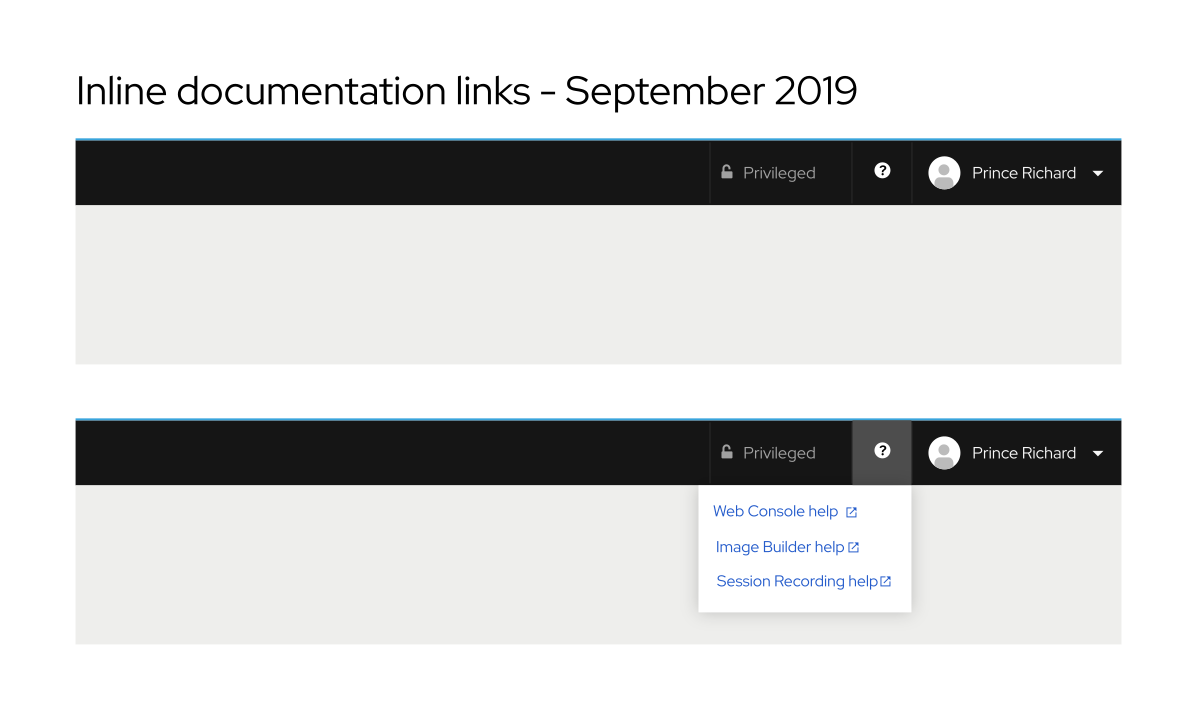 Inline documentation links - September 2019
Privileged ? Prince Richard
Privileged ? Prince Richard
Web Console help
Image Builder help
Session Recording help